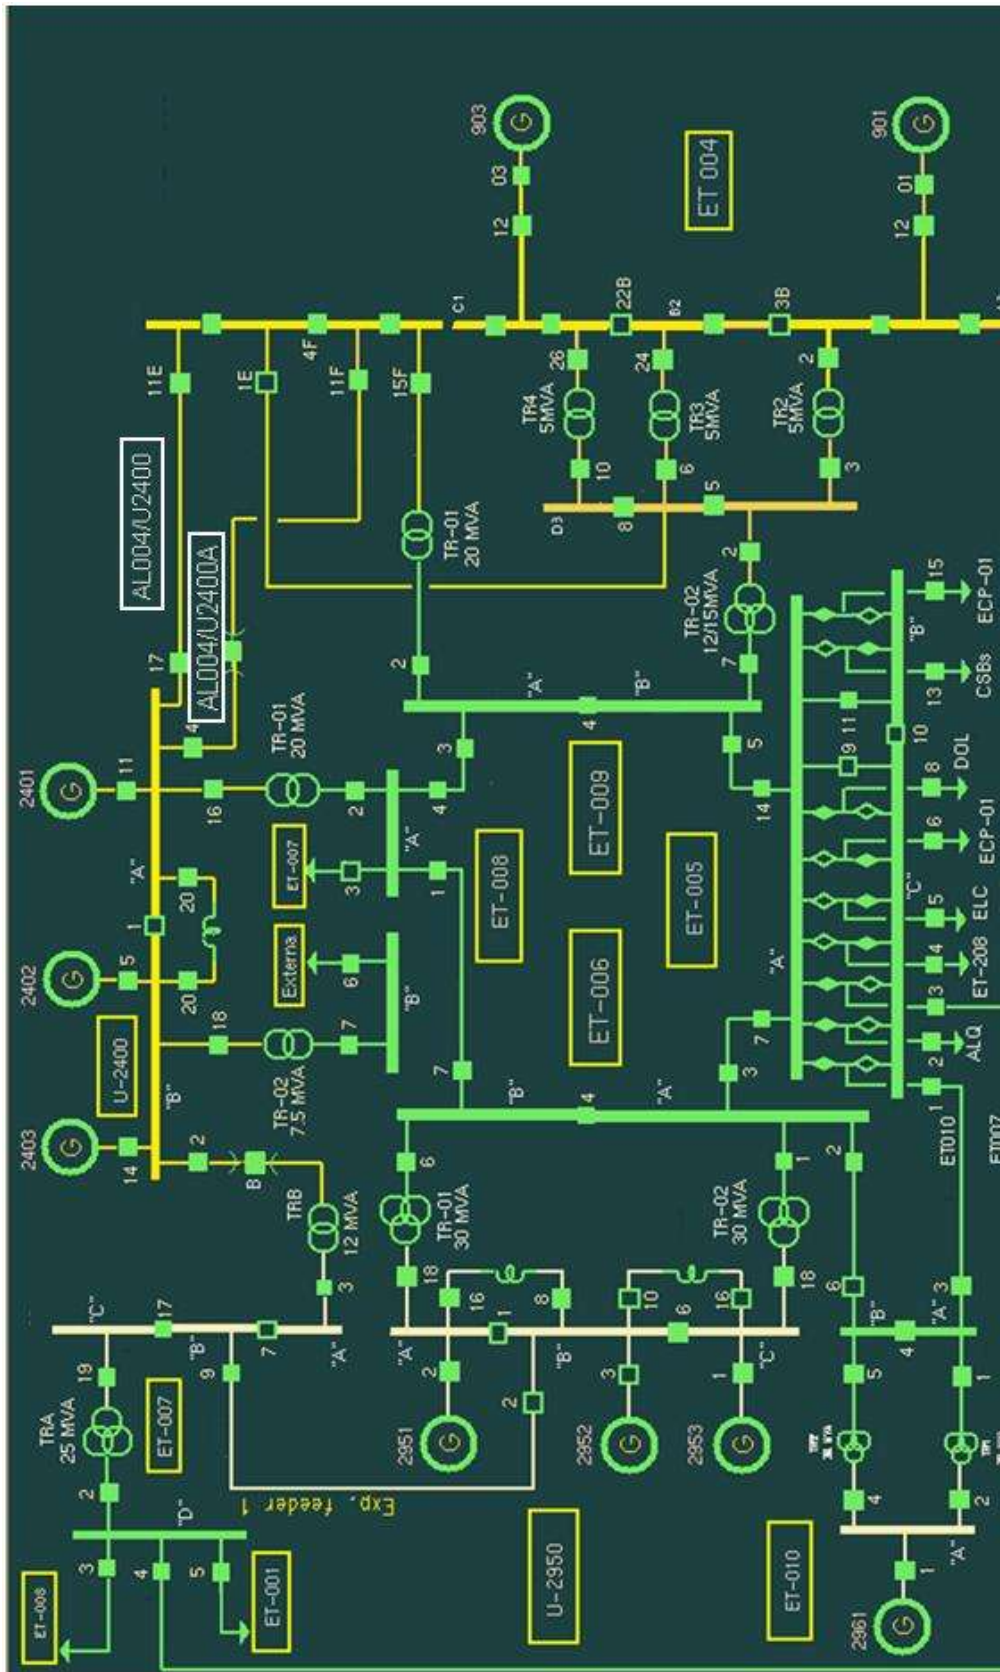 903
G
03
12
ET 004
901
G
01
12
C1
22B
B2
3B
26
24
2
TR4
5MVA
TR3
5MVA
TR2
5MVA
10
6
3
D3
8
5
11E
1E
4F
11F
15F
AL004/U2400
AL004/U2400A
TR-01
20 MVA
2
TR-02
12/15MVA
2
7
17
4
2401
G
11
16
TR-01
20 MVA
2
3
4
"A"
4
"B"
5
14
"A"
1
20
20
2402
G
5
ET-007
3
"A"
1
ET-008
ET-009
ET-005
ET-006
Externa
6
"B"
7
18
TR-02
7.5 MVA
U-2400
"B"
2403
G
14
2
B
TRB
12 MVA
3
7
"B"
4
"A"
3
7
"A"
15
ECP-01
"B"
13
CSBs
11
9
10
8
DOL
6
ECP-01
"C"
5
ELC
4
ET-208
3
2
ALQ
1
ET010
ET007
6
TR-01
30 MVA
18
1
2
TR-02
30 MVA
18
"C"
17
"B"
7
"A"
9
19
TRA
25 MVA
ET-007
2
"D"
3
4
5
ET-008
ET-001
Exp. feeder 1
"A"
16
1
8
"B"
2
10
6
16
"C"
2
2951
G
3
2952
G
1
2953
G
U-2950
6
"B"
4
"A"
3
5
1
4
2
"A"
1
2961
G
ET-010